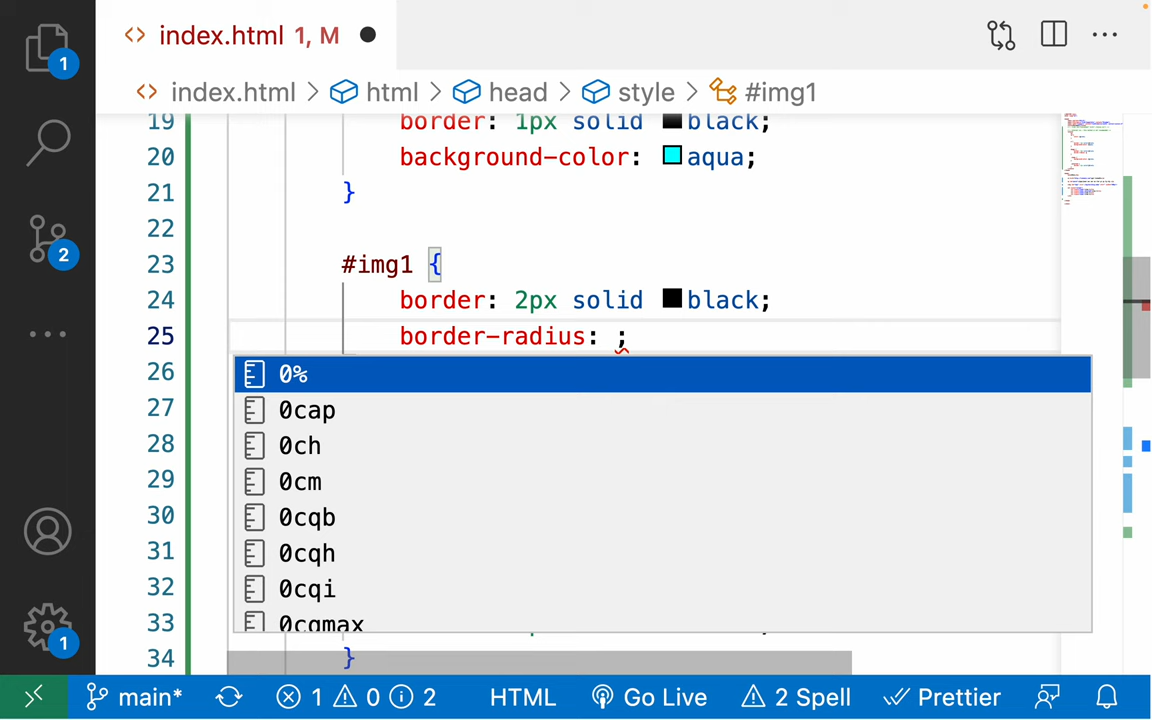 1
index.html 1, M
index.html > html > head > style > #img1
19 border: 1px solid black;
20 background-color: aqua;
21 }
22
2
23 #img1 {
24 border: 2px solid black;
25 border-radius: ;
26 0%
27 0cap
28 0ch
29 0cm
30 0cqb
31 0cqh
32 0cqi
33 0cqmax
34 }
1
main* 1 0 2 HTML Go Live 2 Spell Prettier